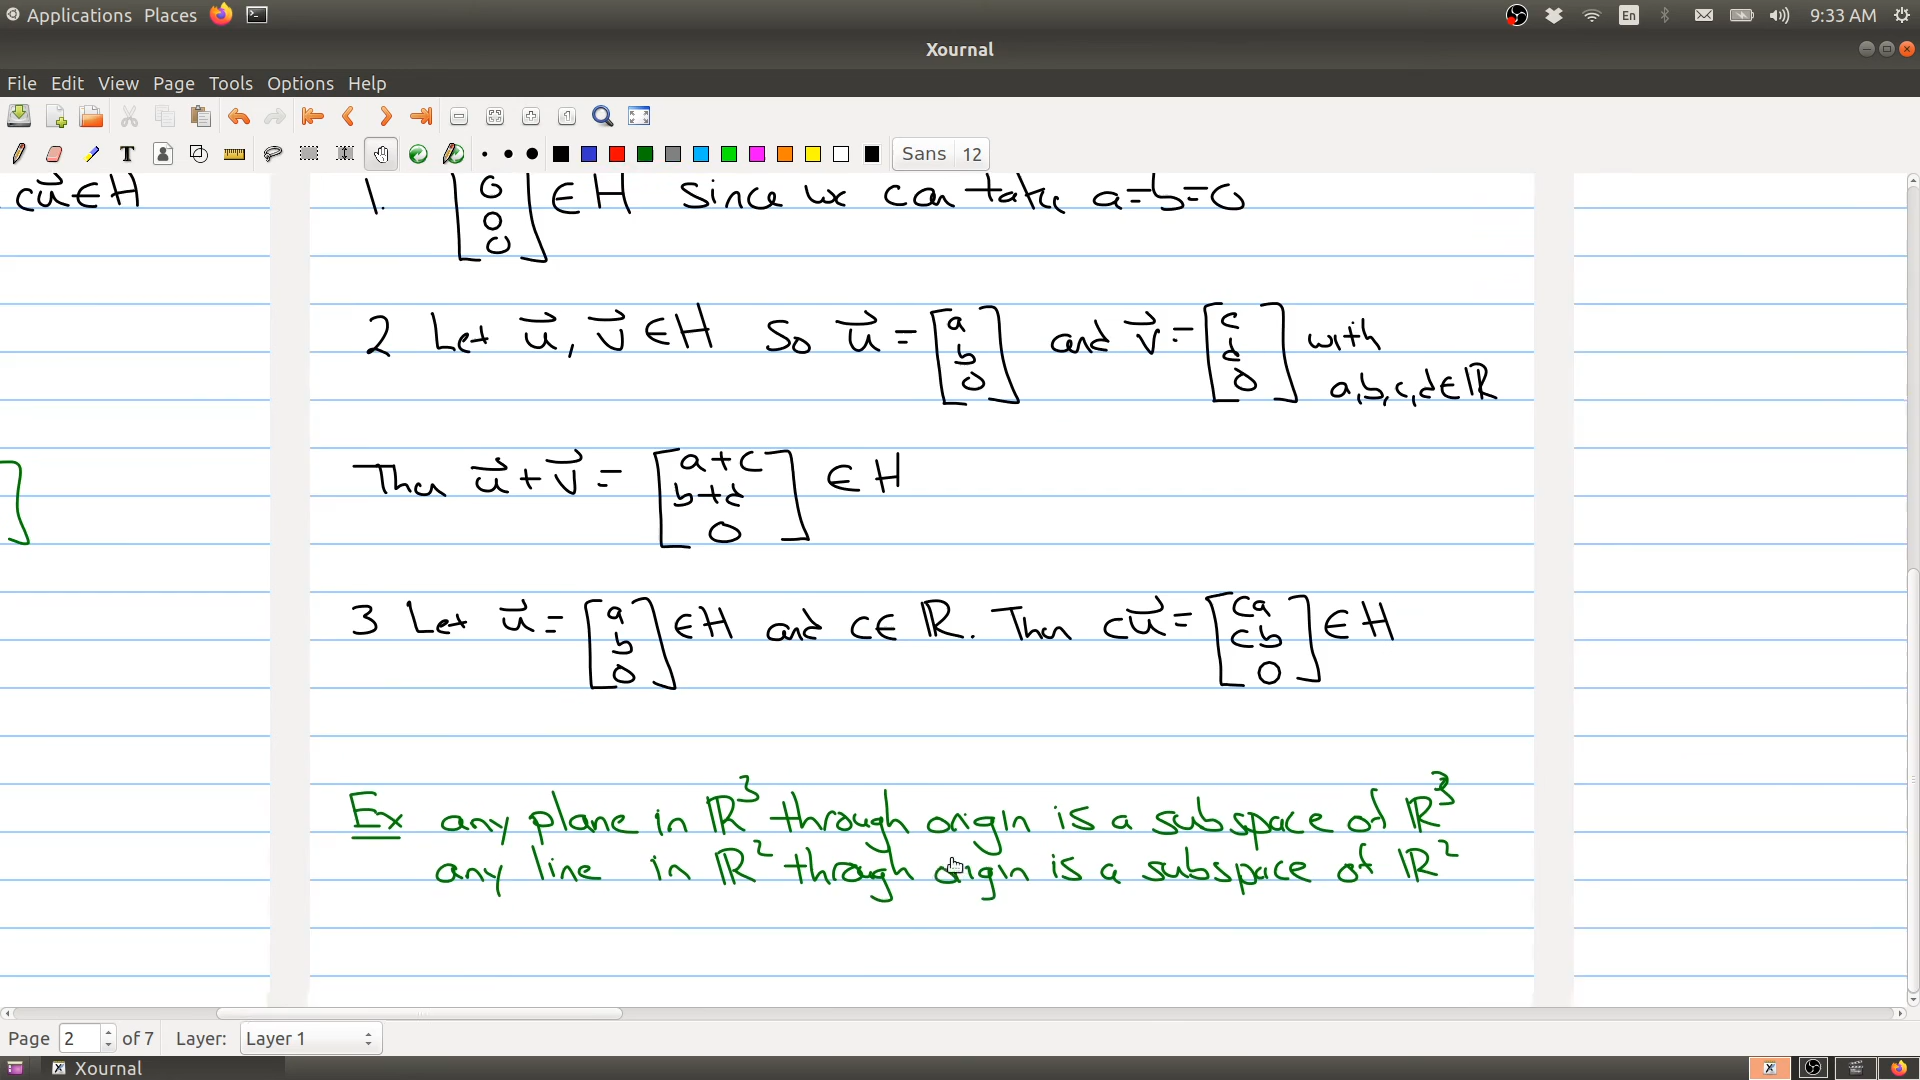 Applications Places En 9:33 AM
Xournal
File Edit View Page Tools Options Help
Sans 12
cu⃗∈H
1. [0 0 0] ∈ H since we can take a=b=0
2 Let u⃗, v⃗ ∈ H So u⃗ = [a b 0] and v⃗ = [c d 0] with
a,b,c,d∈ℝ
Then u⃗+v⃗ = [a+c b+d 0] ∈ H
3 Let u⃗ = [a b 0] ∈H and c∈ ℝ. Then cu⃗ = [ca cb 0] ∈ H
Ex any plane in ℝ³ through origin is a subspace of ℝ³
any line in ℝ² through origin is a subspace of ℝ²
Page 2 of 7 Layer: Layer 1
Xournal